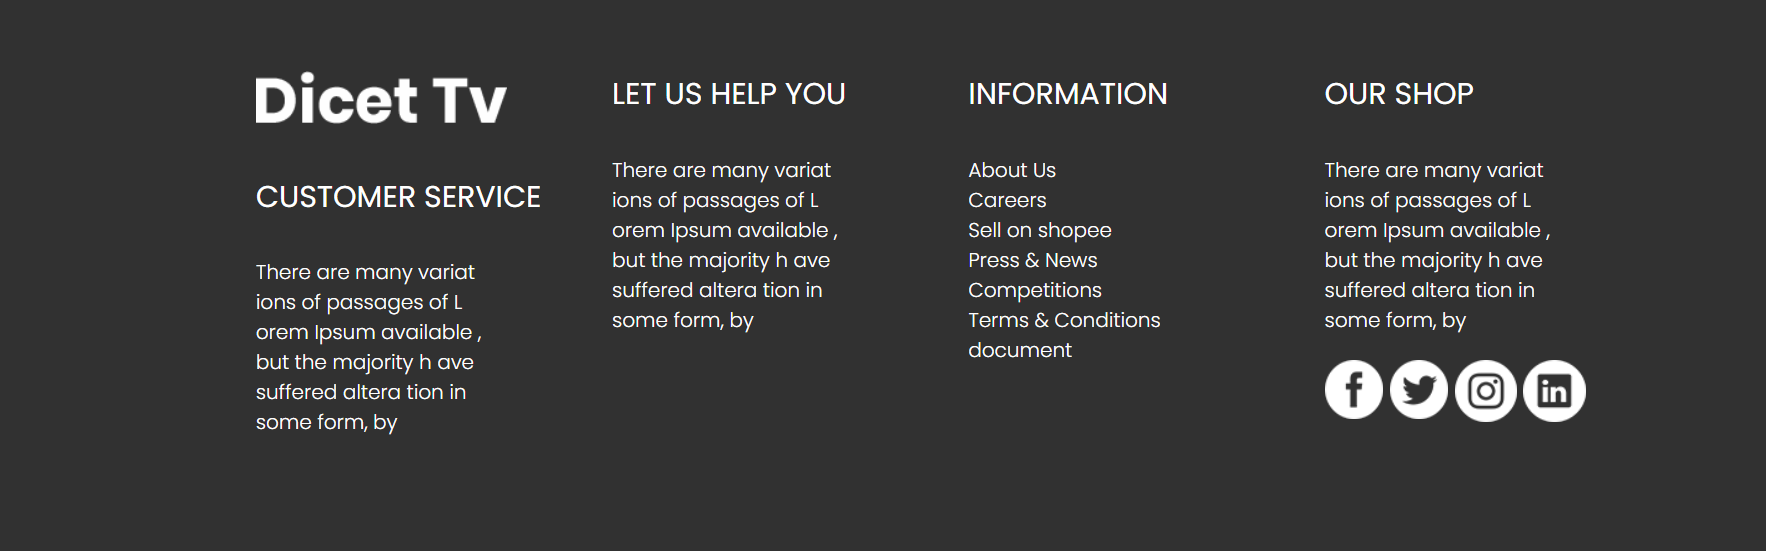 Dicet Tv
CUSTOMER SERVICE
There are many variat
ions of passages of L
orem Ipsum available ,
but the majority h ave
suffered altera tion in
some form, by
LET US HELP YOU
There are many variat
ions of passages of L
orem Ipsum available ,
but the majority h ave
suffered altera tion in
some form, by
INFORMATION
About Us
Careers
Sell on shopee
Press & News
Competitions
Terms & Conditions
document
OUR SHOP
There are many variat
ions of passages of L
orem Ipsum available ,
but the majority h ave
suffered altera tion in
some form, by